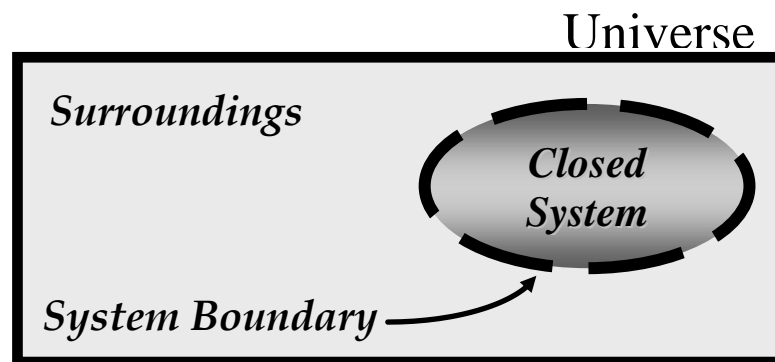 Universe
Surroundings
Closed
System
System Boundary